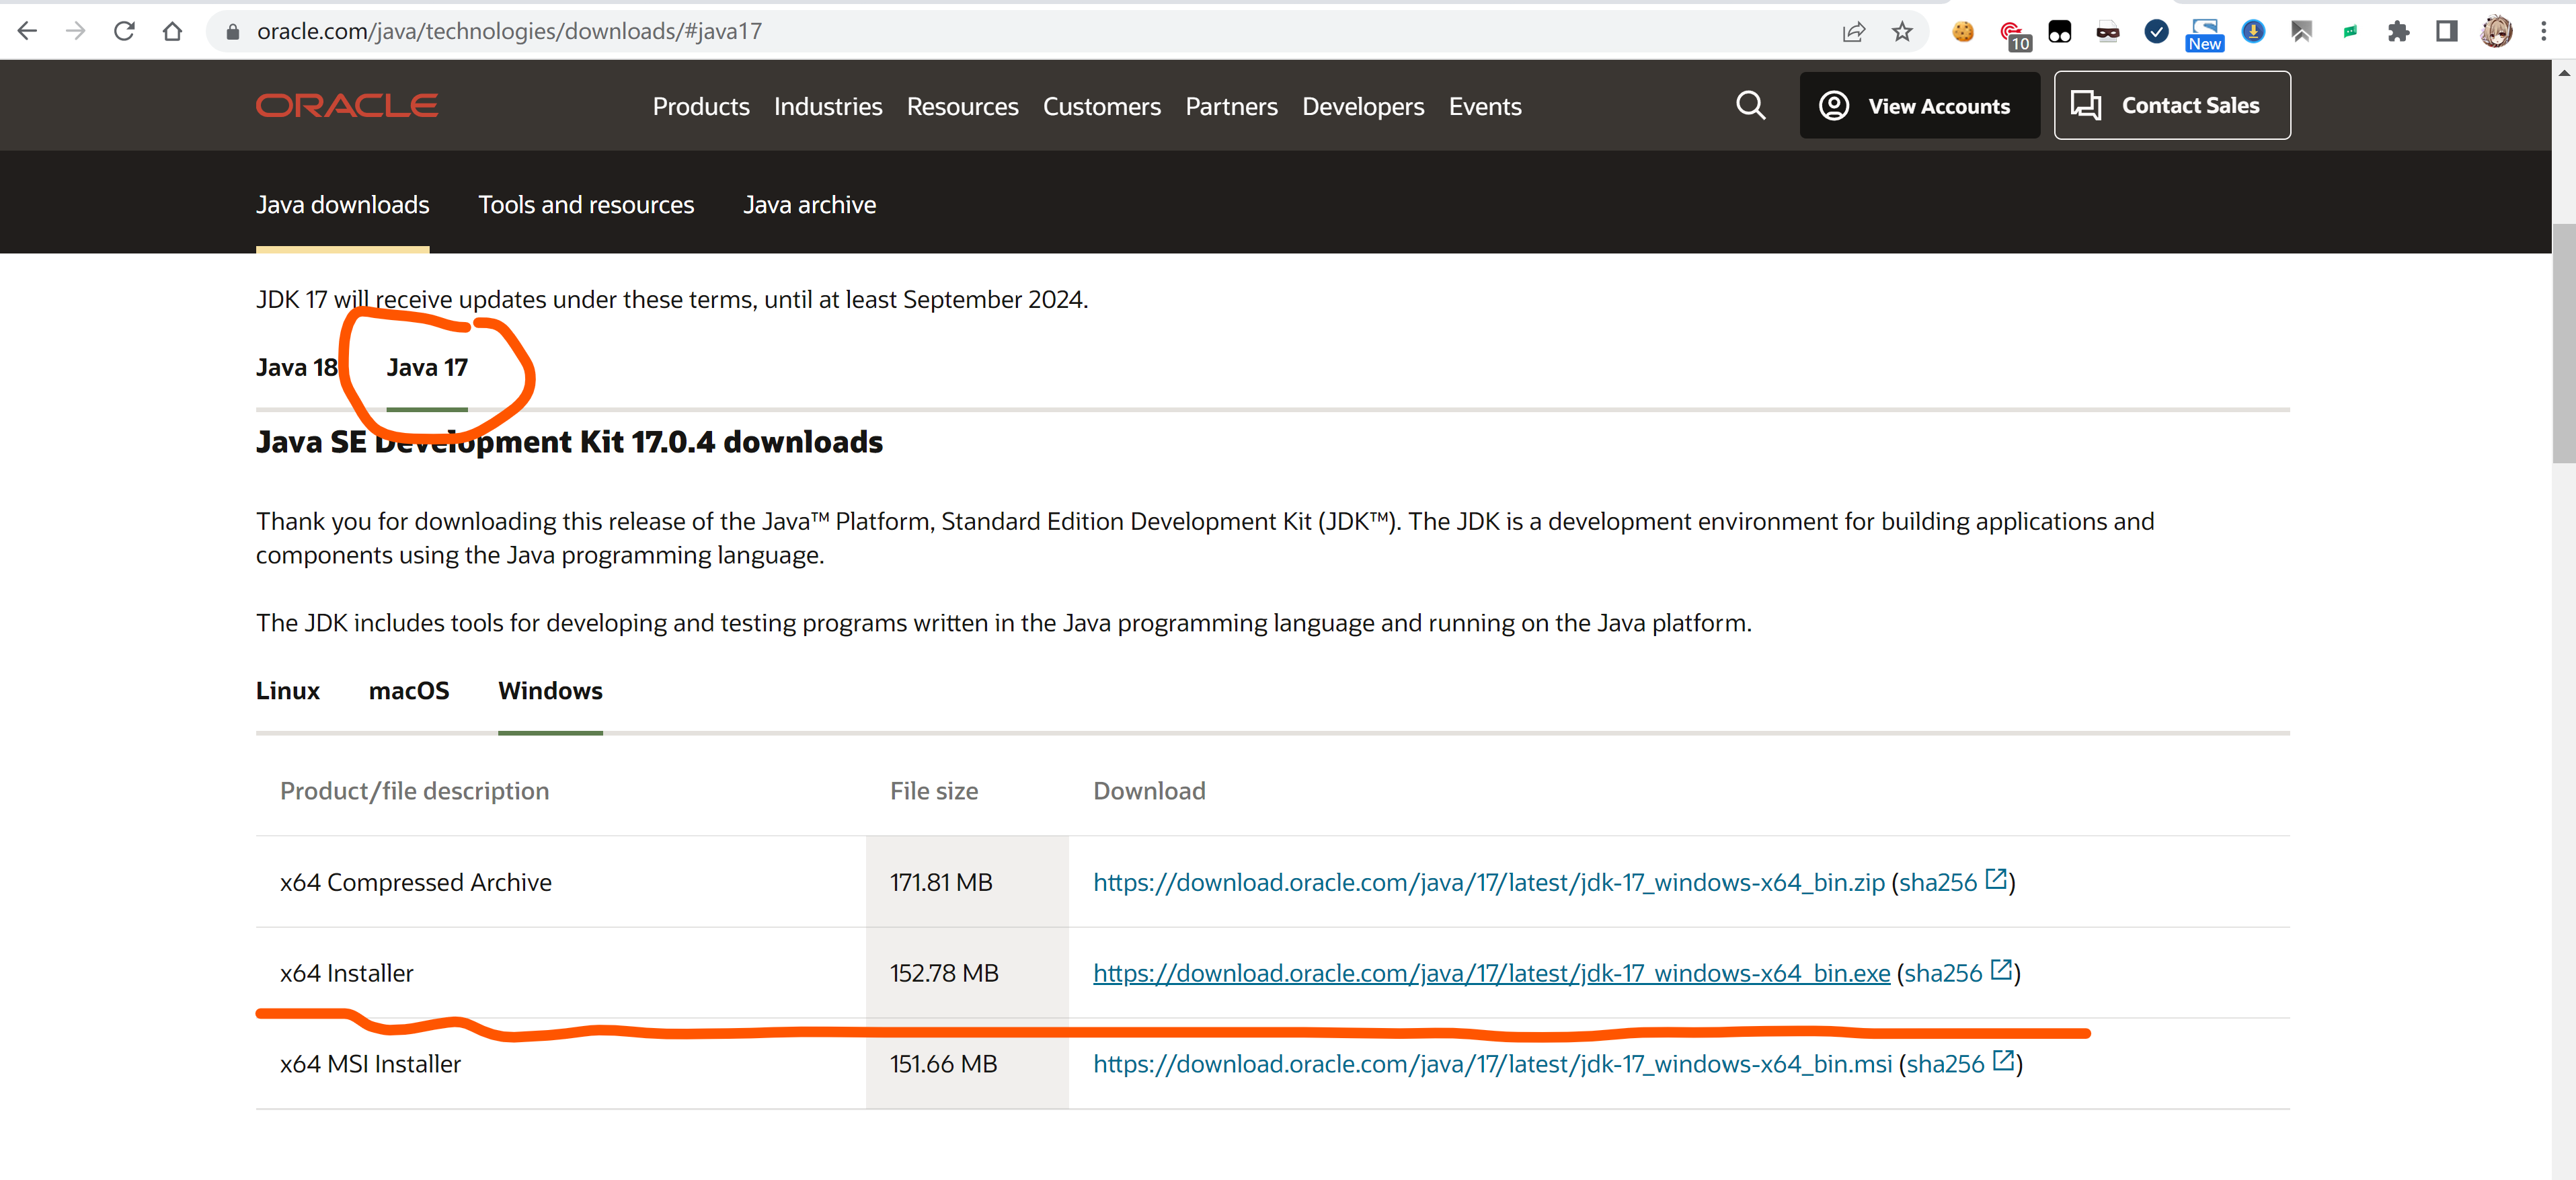 oracle.com/java/technologies/downloads/#java17
10
New
ORACLE
Products Industries Resources Customers Partners Developers Events
View Accounts
Contact Sales
Java downloads Tools and resources Java archive
JDK 17 will receive updates under these terms, until at least September 2024.
Java 18 Java 17
Java SE Development Kit 17.0.4 downloads
Thank you for downloading this release of the Java™ Platform, Standard Edition Development Kit (JDK™). The JDK is a development environment for building applications and
components using the Java programming language.
The JDK includes tools for developing and testing programs written in the Java programming language and running on the Java platform.
Linux macOS Windows
Product/file description File size Download
x64 Compressed Archive 171.81 MB https://download.oracle.com/java/17/latest/jdk-17_windows-x64_bin.zip (sha256)
x64 Installer 152.78 MB https://download.oracle.com/java/17/latest/jdk-17_windows-x64_bin.exe (sha256)
x64 MSI Installer 151.66 MB https://download.oracle.com/java/17/latest/jdk-17_windows-x64_bin.msi (sha256)